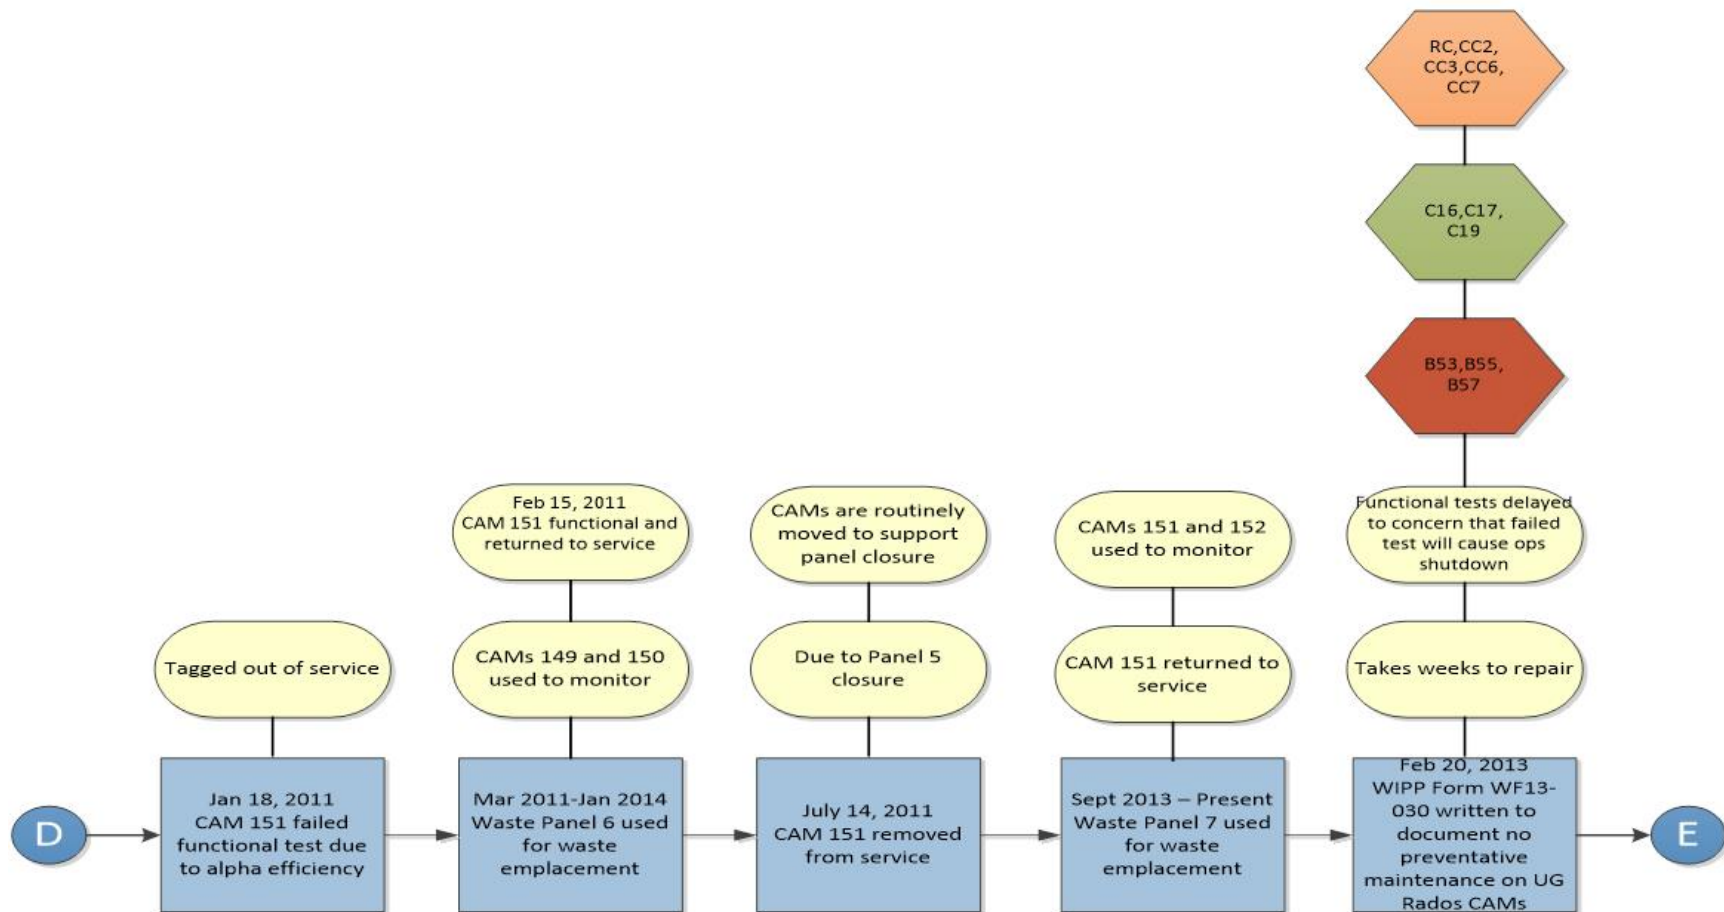 RC,CC2,
CC3,CC6,
CC7
C16,C17,
C19
B53,B55,
B57
Feb 15, 2011
CAM 151 functional and
returned to service
CAMs are routinely
moved to support
panel closure
CAMs 151 and 152
used to monitor
Functional tests delayed
to concern that failed
test will cause ops
shutdown
Tagged out of service
CAMs 149 and 150
used to monitor
Due to Panel 5
closure
CAM 151 returned to
service
Takes weeks to repair
D
Jan 18, 2011
CAM 151 failed
functional test due
to alpha efficiency
Mar 2011-Jan 2014
Waste Panel 6 used
for waste
emplacement
July 14, 2011
CAM 151 removed
from service
Sept 2013 – Present
Waste Panel 7 used
for waste
emplacement
Feb 20, 2013
WIPP Form WF13-
030 written to
document no
preventative
maintenance on UG
Rados CAMs
E